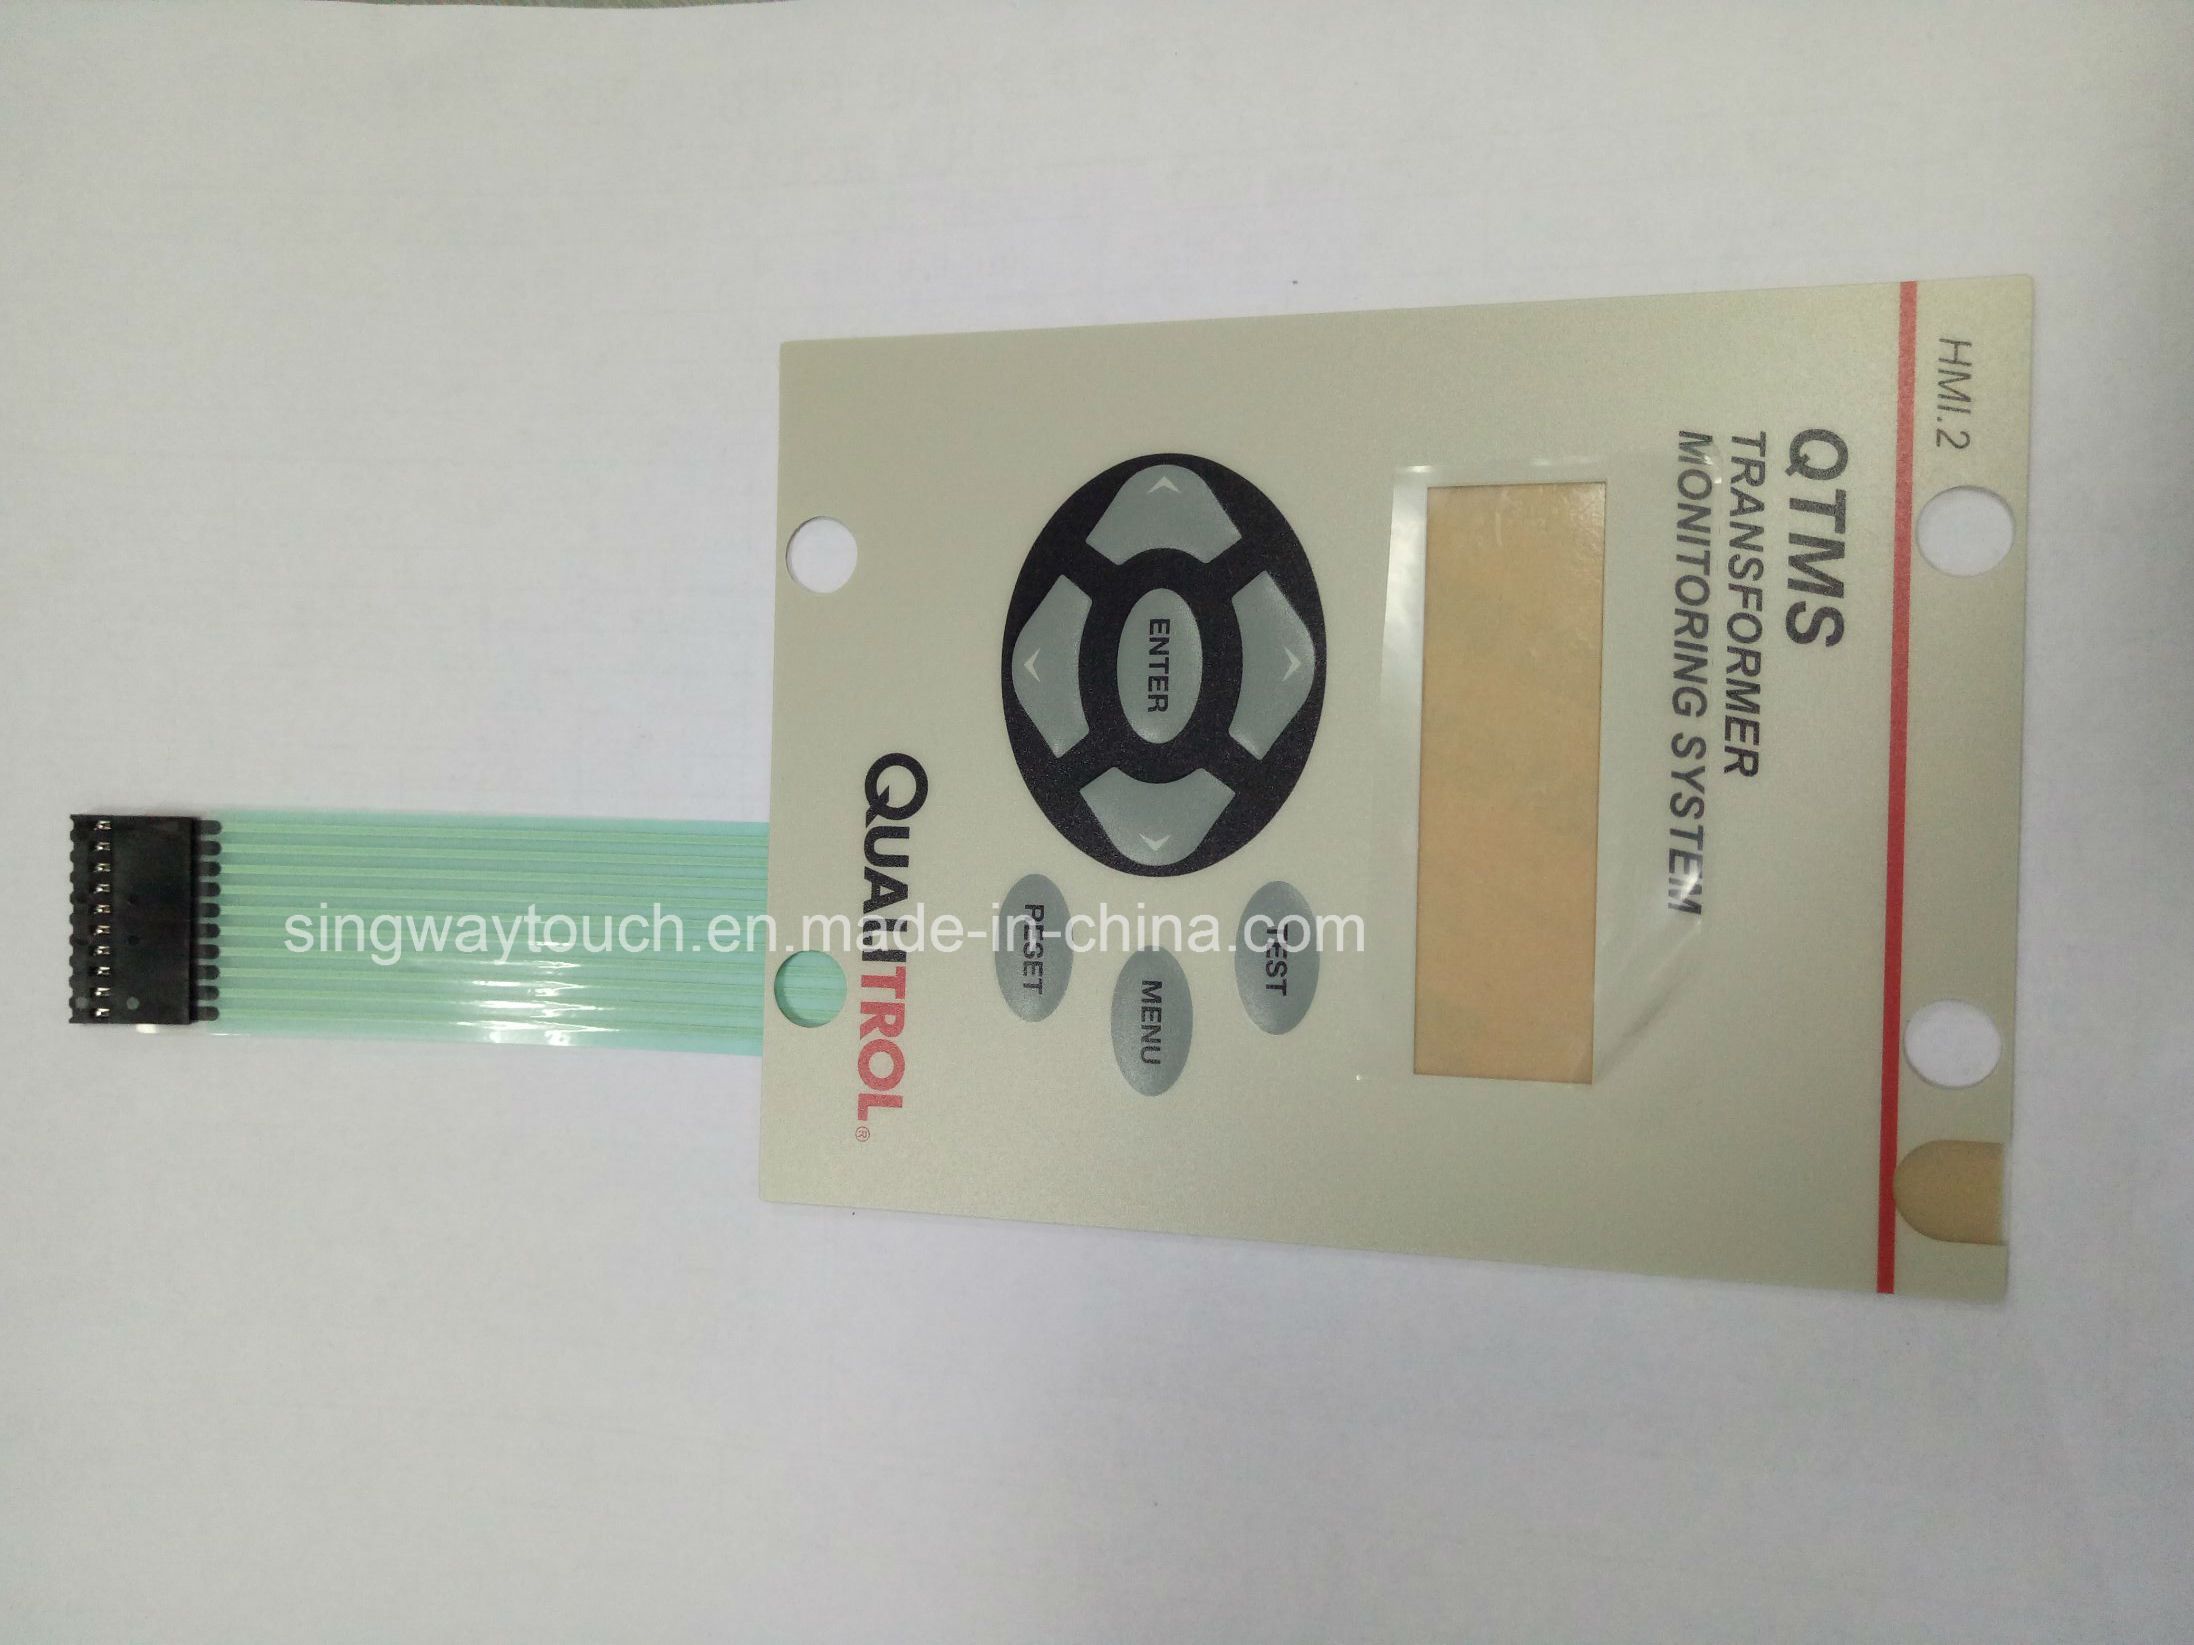 HMI.2
QTMS
TRANSFORMER
MONITORING SYSTEM
ENTER
TEST
MENU
RESET
QUALITROL®
singwaytouch.en.made-in-china.com